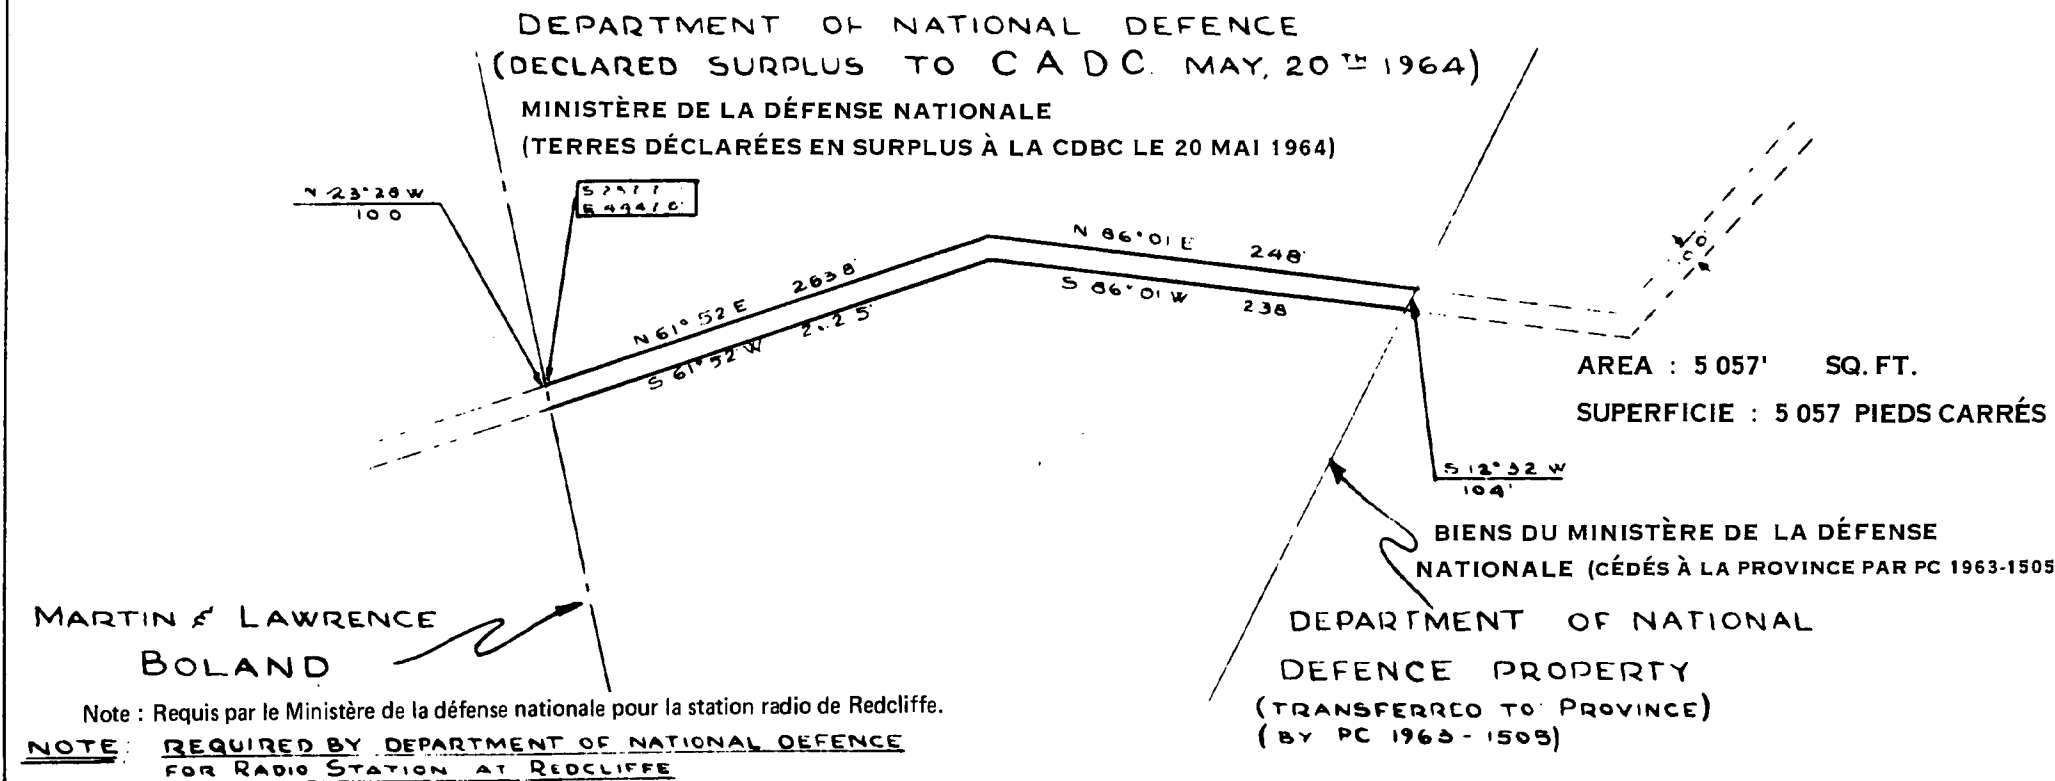 DEPARTMENT OF NATIONAL DEFENCE
(DECLARED SURPLUS TO CADC. MAY, 20TH 1964)
MINISTÈRE DE LA DÉFENSE NATIONALE
(TERRES DÉCLARÉES EN SURPLUS À LA CDBC LE 20 MAI 1964)
N 23°28 W
100
N 86°01 E 248'
S 86°01 W 238
N 61°52 E 2638'
S 61°52 W
AREA : 5 057' SQ. FT.
SUPERFICIE : 5 057 PIEDS CARRÉS
S 12°32 W
104'
BIENS DU MINISTÈRE DE LA DÉFENSE
NATIONALE (CÉDÉS À LA PROVINCE PAR PC 1963-1505
MARTIN & LAWRENCE
BOLAND
DEPARTMENT OF NATIONAL
DEFENCE PROPERTY
(TRANSFERRED TO PROVINCE)
(BY PC 1963-1505)
Note : Requis par le Ministère de la défense nationale pour la station radio de Redcliffe.
NOTE: REQUIRED BY DEPARTMENT OF NATIONAL DEFENCE
FOR RADIO STATION AT REDCLIFFE